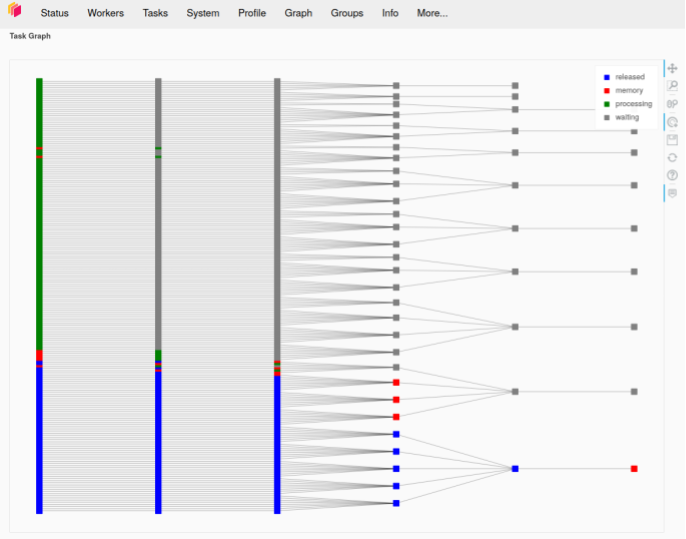 Status Workers Tasks System Profile Graph Groups Info More...
Task Graph
released
memory
processing
waiting